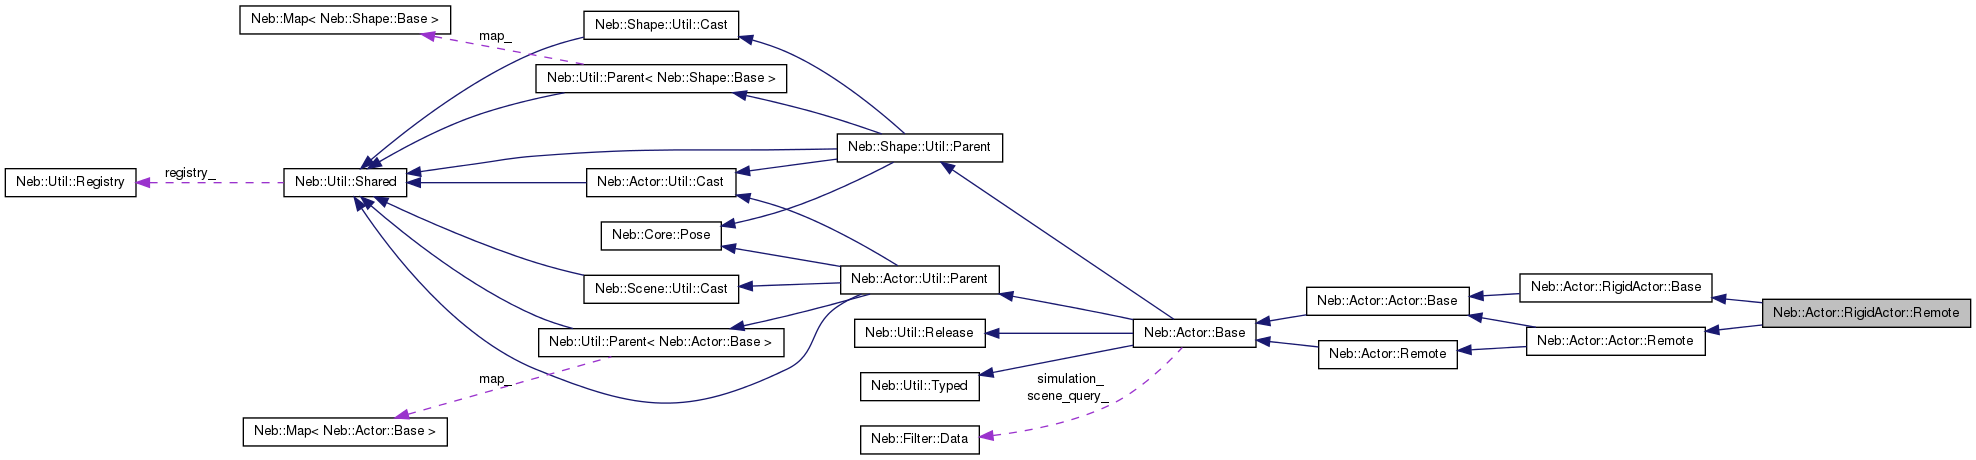 Neb::Map< Neb::Shape::Base >
Neb::Shape::Util::Cast
map_
Neb::Util::Parent< Neb::Shape::Base >
Neb::Shape::Util::Parent
Neb::Util::Registry
registry_
Neb::Util::Shared
Neb::Actor::Util::Cast
Neb::Core::Pose
Neb::Actor::Util::Parent
Neb::Scene::Util::Cast
Neb::Actor::RigidActor::Base
Neb::Actor::Actor::Base
Neb::Actor::RigidActor::Remote
Neb::Util::Release
Neb::Actor::Base
Neb::Util::Parent< Neb::Actor::Base >
Neb::Actor::Actor::Remote
Neb::Actor::Remote
map_
Neb::Util::Typed
simulation_
scene_query_
Neb::Map< Neb::Actor::Base >
Neb::Filter::Data